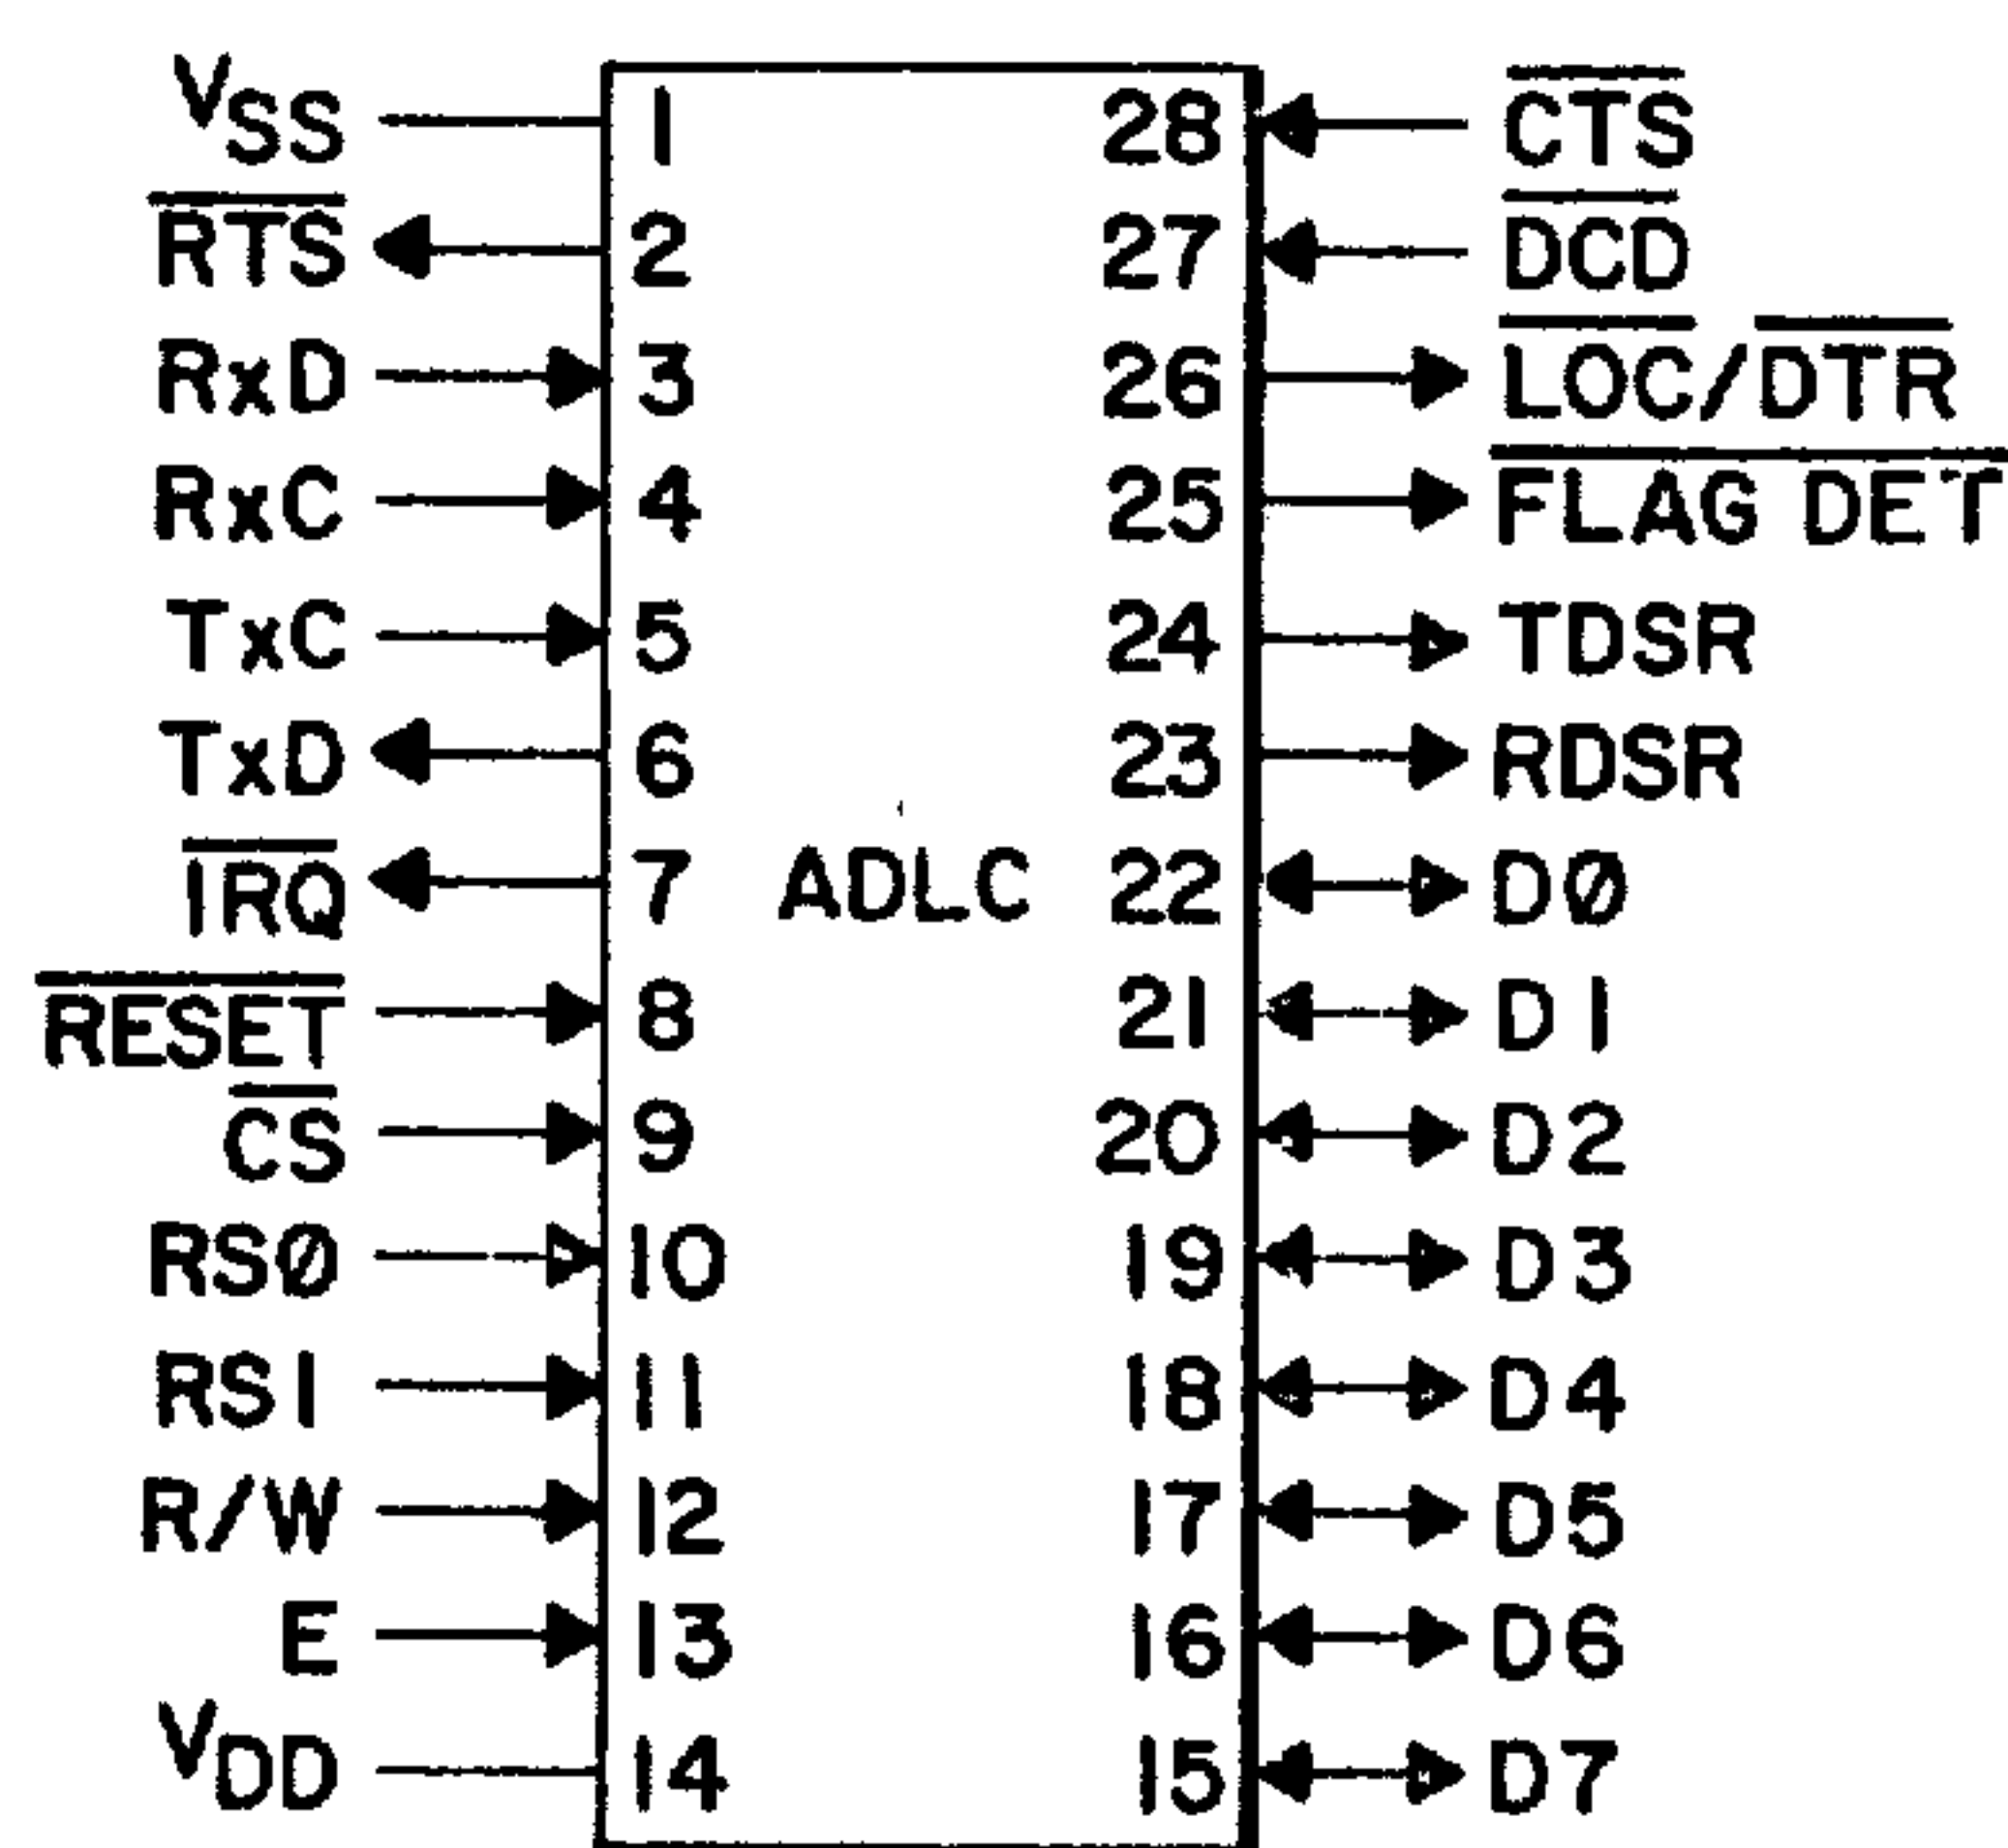 VSS 1 28 CTS
RTS 2 27 DCD
RxD 3 26 LOC/DTR
RxC 4 25 FLAG DET
TxC 5 24 TDSR
TxD 6 23 RDSR
IRQ 7 ADLC 22 D0
RESET 8 21 D1
CS 9 20 D2
RS0 10 19 D3
RS1 11 18 D4
R/W 12 17 D5
E 13 16 D6
VDD 14 15 D7